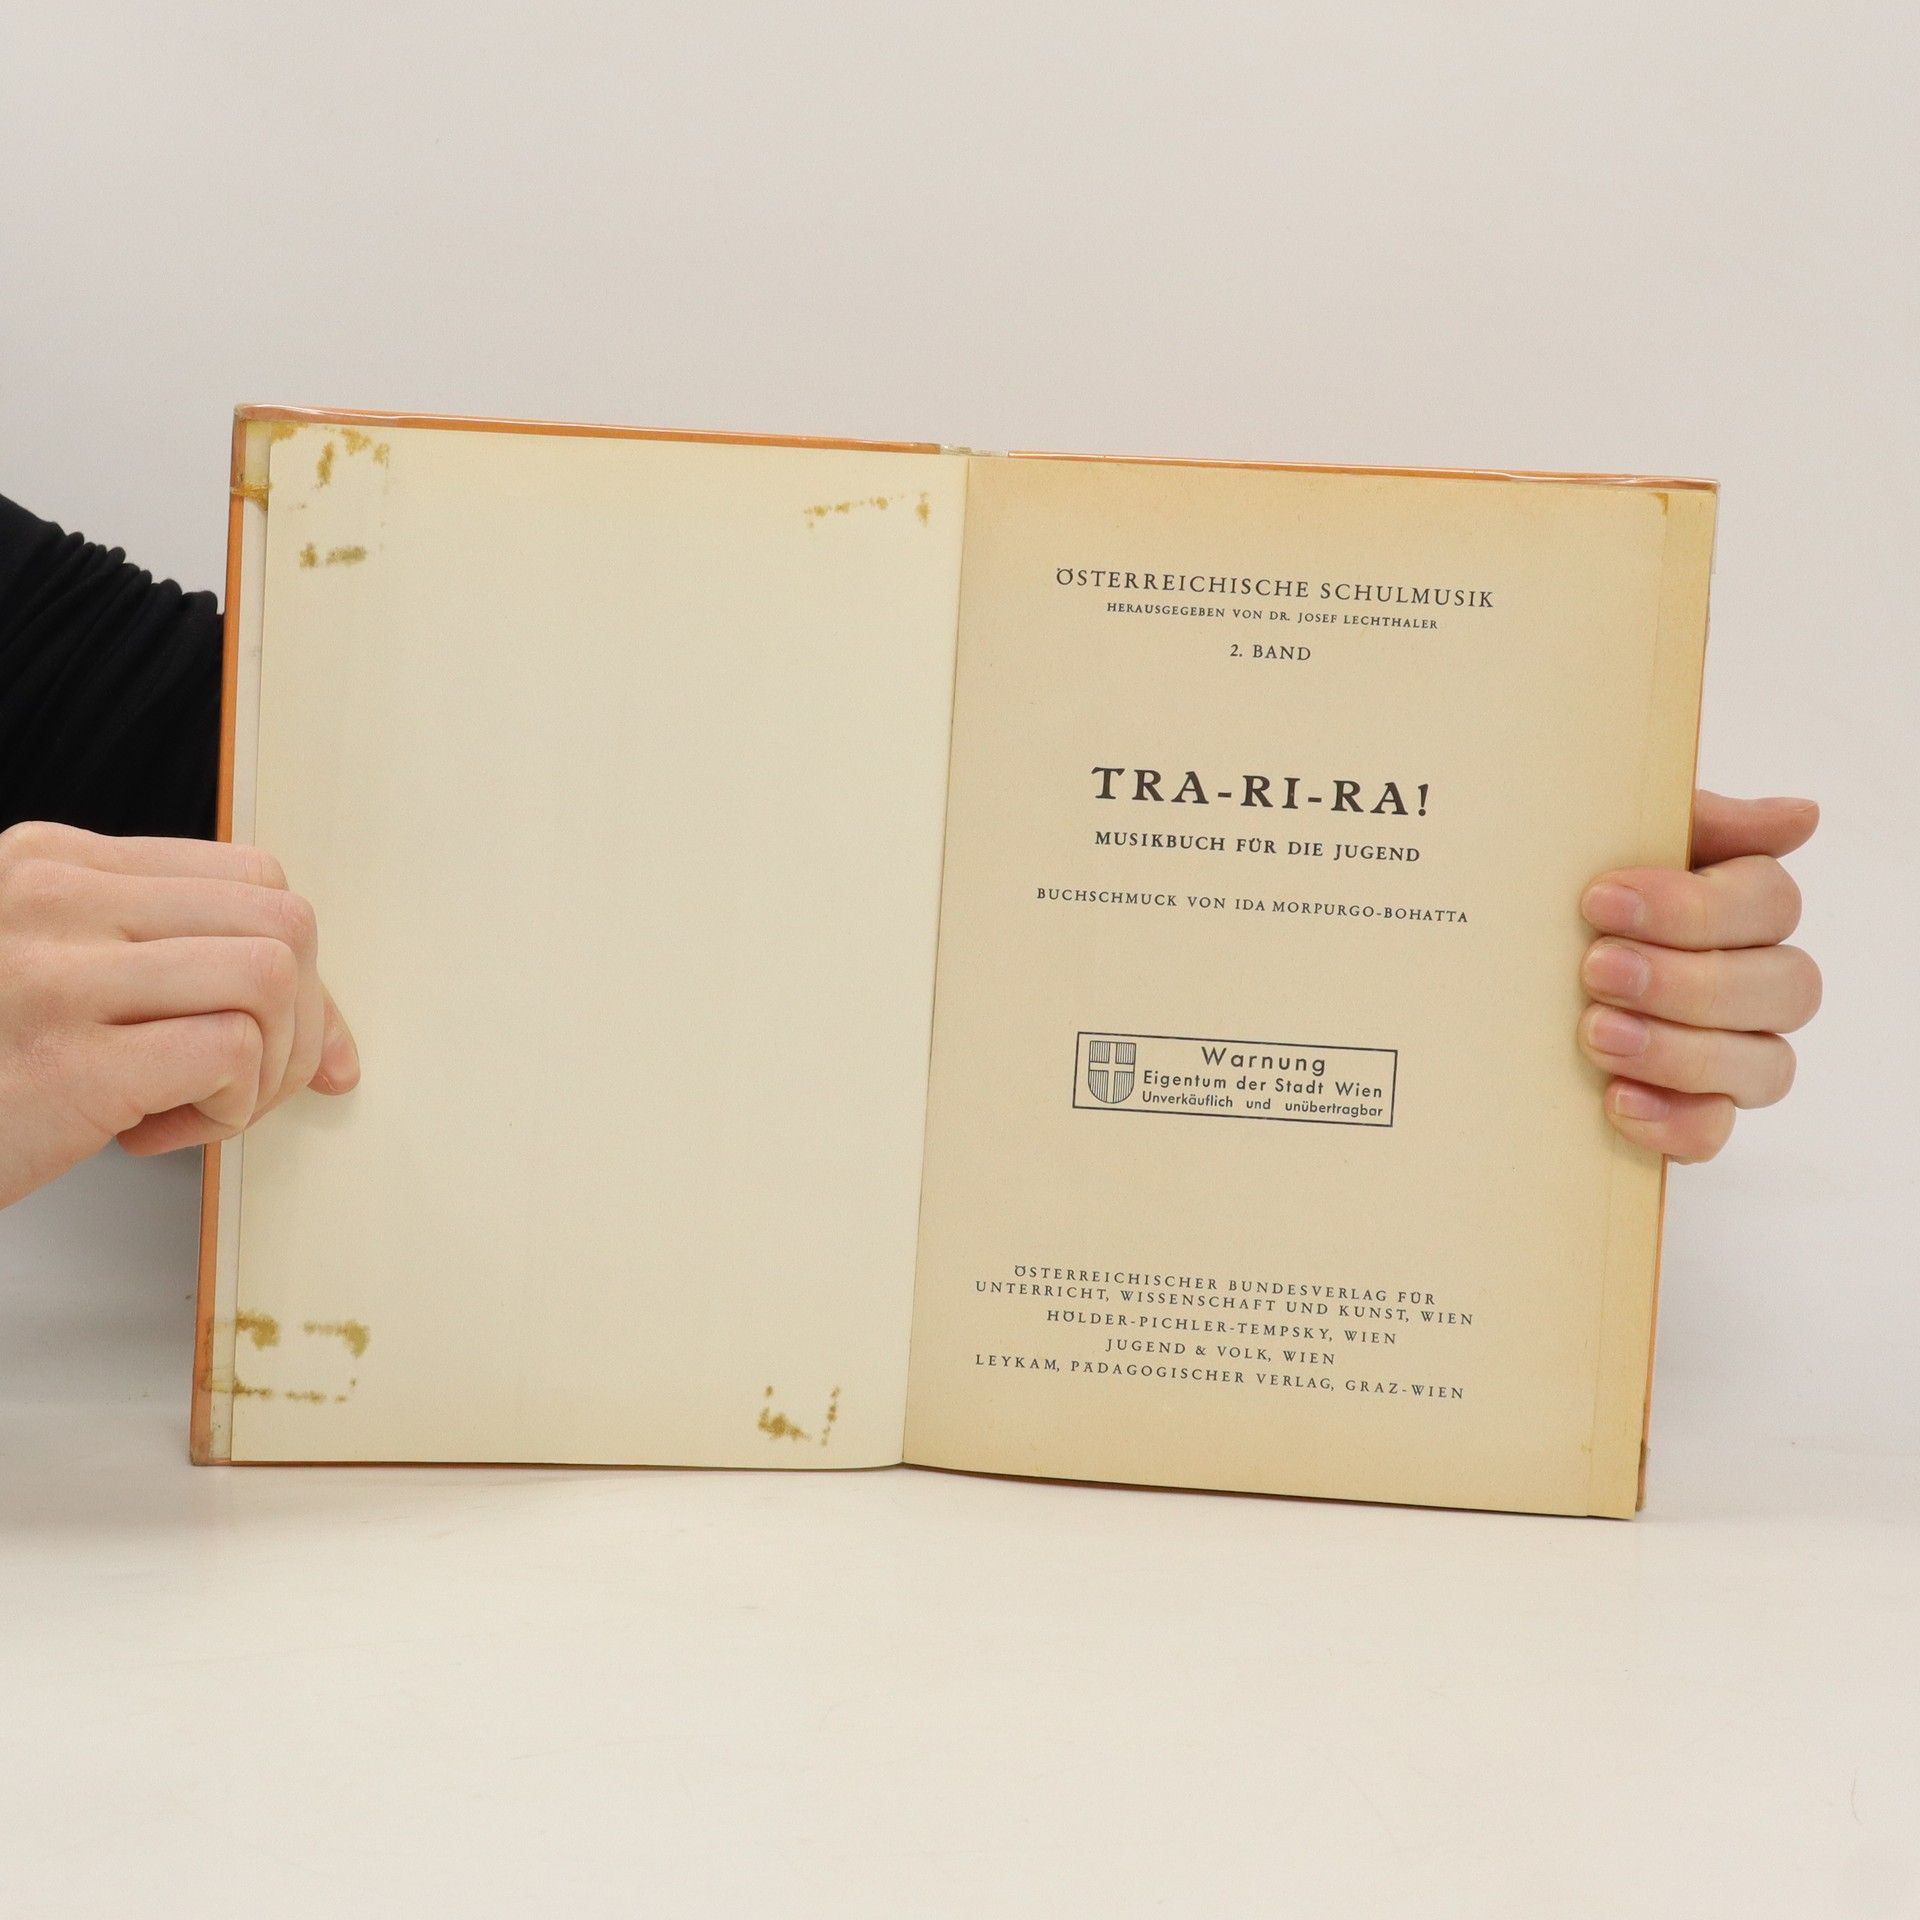 ÖSTERREICHISCHE SCHULMUSIK
HERAUSGEGEBEN VON DR. JOSEF LECHTHALER
2. BAND
TRA-RI-RA!
MUSIKBUCH FÜR DIE JUGEND
BUCHSCHMUCK VON IDA MORPURGO-BOHATTA
Warnung
Eigentum der Stadt Wien
Unverkäuflich und unübertragbar
ÖSTERREICHISCHER BUNDESVERLAG FÜR
UNTERRICHT, WISSENSCHAFT UND KUNST, WIEN
HÖLDER-PICHLER-TEMPSKY, WIEN
JUGEND & VOLK, WIEN
LEYKAM, PÄDAGOGISCHER VERLAG, GRAZ-WIEN